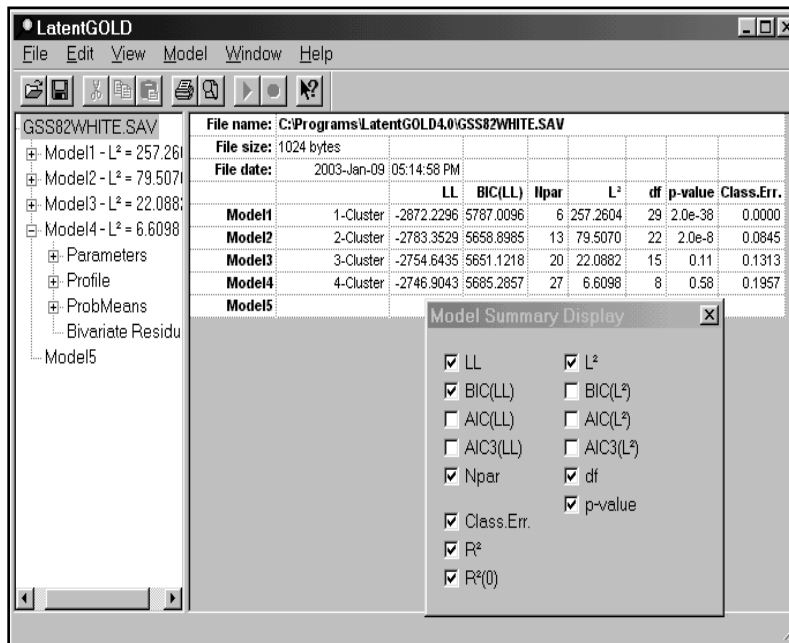 LatentGOLD
File Edit View Model Window Help
GSS82WHITE.SAV
Model1 - L² = 257.26
Model2 - L² = 79.507
Model3 - L² = 22.088
Model4 - L² = 6.6098
Parameters
Profile
ProbMeans
Bivariate Residu
Model5
File name: C:\Programs\LatentGOLD4.0\GSS82WHITE.SAV
File size: 1024 bytes
File date: 2003-Jan-09 05:14:58 PM
LL BIC(LL) Npar L² df p-value Class.Err.
Model1 1-Cluster -2872.2296 5787.0096 6 257.2604 29 2.0e-38 0.0000
Model2 2-Cluster -2783.3529 5658.8985 13 79.5070 22 2.0e-8 0.0845
Model3 3-Cluster -2754.6435 5651.1218 20 22.0882 15 0.11 0.1313
Model4 4-Cluster -2746.9043 5685.2857 27 6.6098 8 0.58 0.1957
Model5
Model Summary Display
LL L²
BIC(LL) BIC(L²)
AIC(LL) AIC(L²)
AIC3(LL) AIC3(L²)
Npar df
p-value
Class.Err.
R²
R²(0)